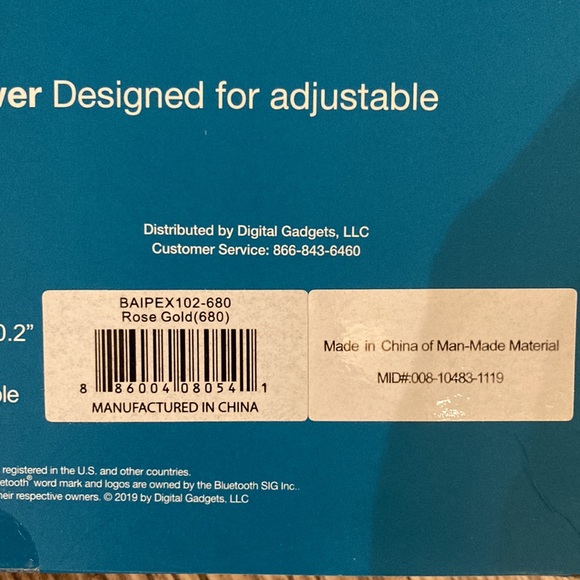 ver Designed for adjustable
Distributed by Digital Gadgets, LLC
Customer Service: 866-843-6460
0.2”
BAIPEX102-680
Rose Gold(680)
8 86004 08054 1
MANUFACTURED IN CHINA
Made in China of Man-Made Material
MID#:008-10483-1119
ble
registered in the U.S. and other countries.
etooth® word mark and logos are owned by the Bluetooth SIG Inc..
heir respective owners. © 2019 by Digital Gadgets, LLC